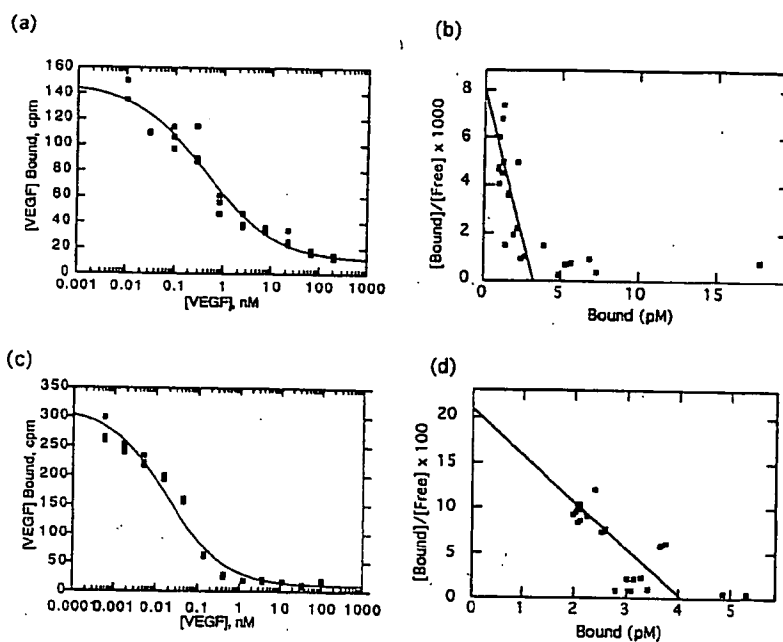 (a)
[VEGF] Bound, cpm
160
140
120
100
80
60
40
20
0
0.001 0.01 0.1 1 10 100 1000
[VEGF], nM
(b)
[Bound]/[Free] x 1000
8
6
4
2
0
0 5 10 15
Bound (pM)
(c)
[VEGF] Bound, cpm
350
300
250
200
150
100
50
0
0.0001 0.001 0.01 0.1 1 10 100 1000
[VEGF], nM
(d)
[Bound]/[Free] x 100
20
15
10
5
0
0 1 2 3 4 5
Bound (pM)